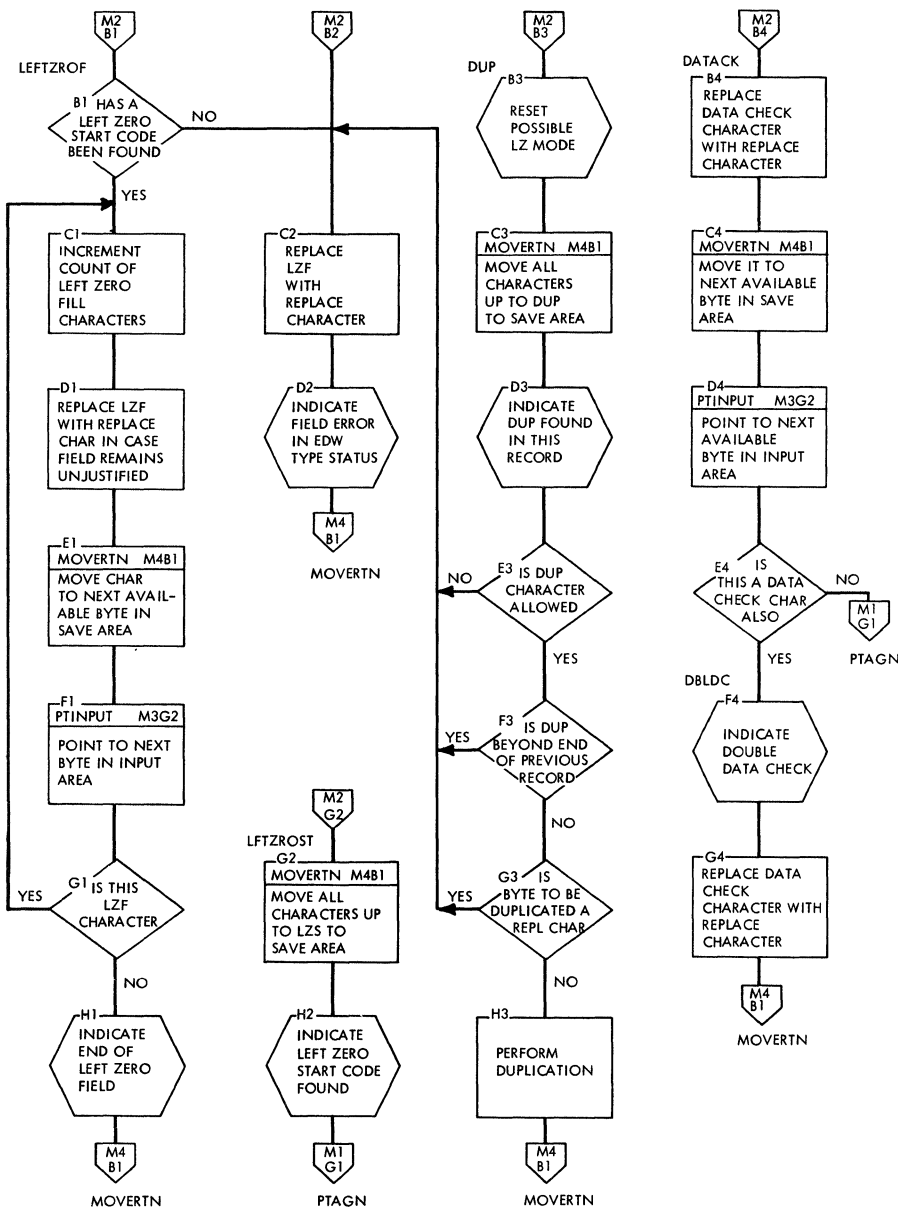 M2
B1
LEFTZROF
B1 HAS A
LEFT ZERO
START CODE
BEEN FOUND
NO
YES
C1
INCREMENT
COUNT OF
LEFT ZERO
FILL
CHARACTERS
D1
REPLACE LZF
WITH REPLACE
CHAR IN CASE
FIELD REMAINS
UNJUSTIFIED
E1
MOVERTN M4B1
MOVE CHAR
TO NEXT AVAIL-
ABLE BYTE IN
SAVE AREA
F1
PTINPUT M3G2
POINT TO NEXT
BYTE IN INPUT
AREA
G1 IS THIS
LZF
CHARACTER
YES
NO
H1
INDICATE
END OF
LEFT ZERO
FIELD
M4
B1
MOVERTN
M2
B2
C2
REPLACE
LZF
WITH
REPLACE
CHARACTER
D2
INDICATE
FIELD ERROR
IN EDW
TYPE STATUS
M4
B1
MOVERTN
M2
G2
LFTZROST
G2
MOVERTN M4B1
MOVE ALL
CHARACTERS UP
TO LZS TO
SAVE AREA
H2
INDICATE
LEFT ZERO
START CODE
FOUND
M1
G1
PTAGN
M2
B3
DUP
B3
RESET
POSSIBLE
LZ MODE
C3
MOVERTN M4B1
MOVE ALL
CHARACTERS
UP TO DUP
TO SAVE AREA
D3
INDICATE
DUP FOUND
IN THIS
RECORD
E3 IS DUP
CHARACTER
ALLOWED
NO
YES
F3 IS DUP
BEYOND END
OF PREVIOUS
RECORD
YES
NO
G3 IS
BYTE TO BE
DUPLICATED A
REPL CHAR
YES
NO
H3
PERFORM
DUPLICATION
M4
B1
MOVERTN
M2
B4
DATACK
B4
REPLACE
DATA CHECK
CHARACTER
WITH REPLACE
CHARACTER
C4
MOVERTN M4B1
MOVE IT TO
NEXT AVAILABLE
BYTE IN SAVE
AREA
D4
PTINPUT M3G2
POINT TO NEXT
AVAILABLE
BYTE IN INPUT
AREA
E4 IS
THIS A DATA
CHECK CHAR
ALSO
NO
M1
G1
PTAGN
YES
DBLDC
F4
INDICATE
DOUBLE
DATA CHECK
G4
REPLACE DATA
CHECK
CHARACTER WITH
REPLACE
CHARACTER
M4
B1
MOVERTN